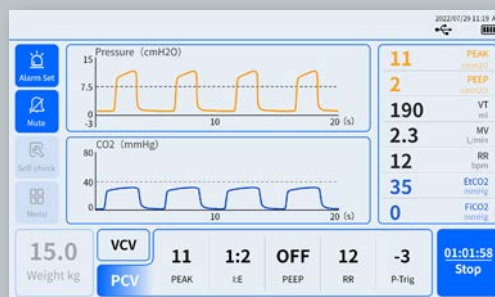 2022/07/29 11:19 A
Alarm Set
Mute
Self-check
Menu
Pressure (cmH2O)
15
7.5
0
-3
10
20 (s)
CO2 (mmHg)
80
40
0
10
20 (s)
11 PEAK
cmH2O
2 PEEP
cmH2O
190 VT
ml
2.3 MV
L/min
12 RR
bpm
35 EtCO2
mmHg
0 FiCO2
mmHg
15.0
Weight kg
VCV
PCV
11
PEAK
1:2
I:E
OFF
PEEP
12
RR
-3
P-Trig
01:01:58
Stop